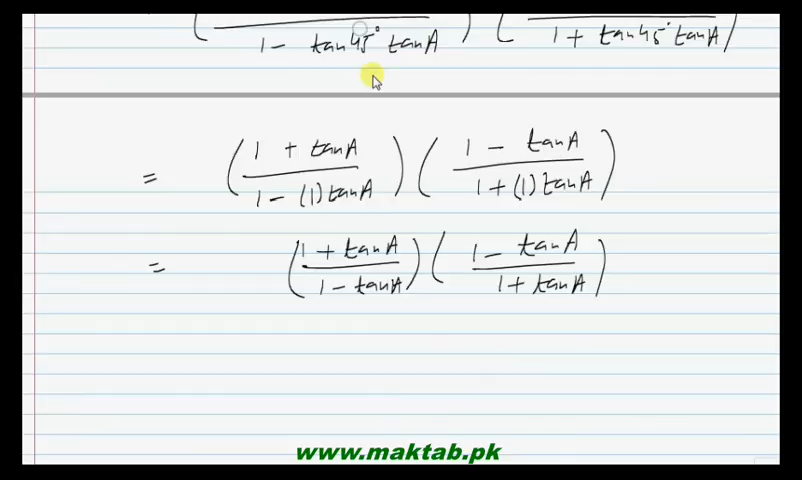 ( / 1 - tan45° tanA ) ( / 1 + tan45° tanA )
= ( 1 + tanA / 1 - (1) tanA ) ( 1 - tanA / 1 + (1) tanA )
= ( 1 + tanA / 1 - tanA ) ( 1 - tanA / 1 + tanA )
www.maktab.pk